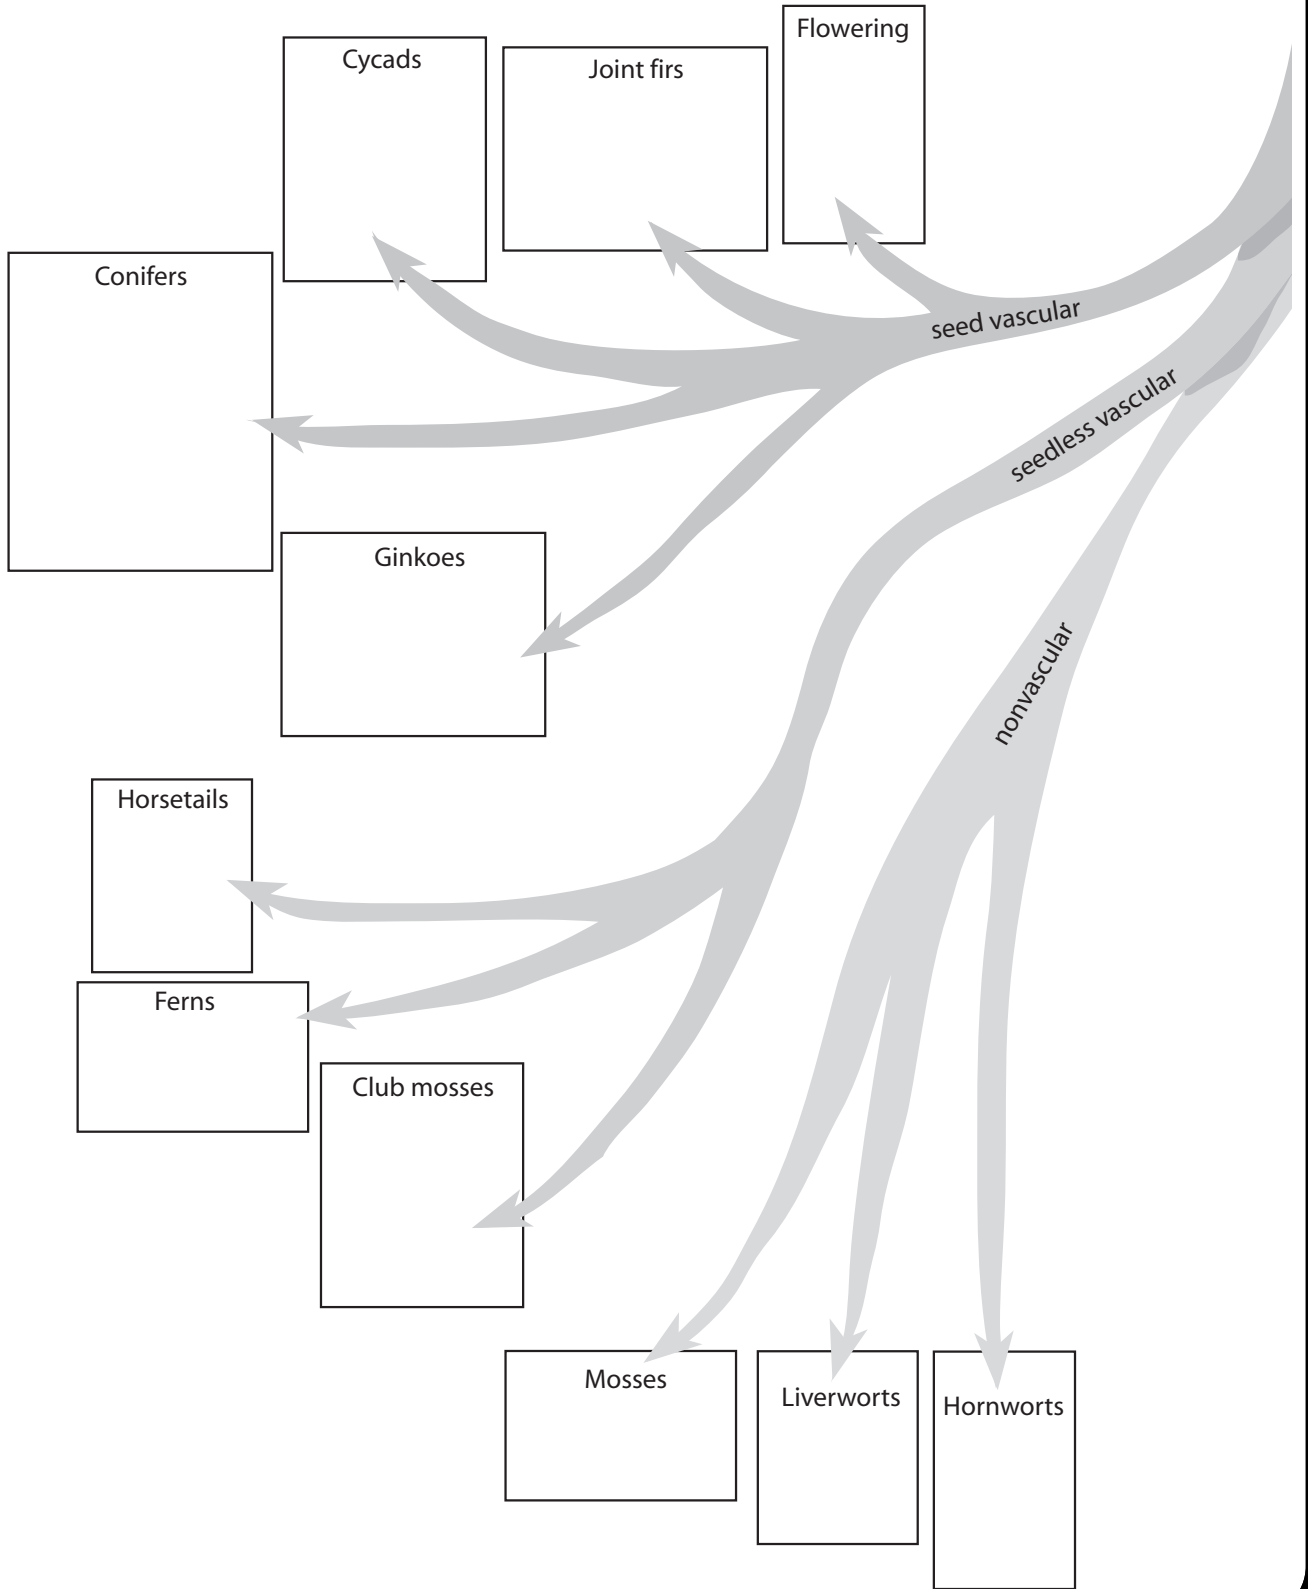 Flowering
Cycads
Joint firs
Conifers
seed vascular
seedless vascular
Ginkoes
nonvascular
Horsetails
Ferns
Club mosses
Mosses
Liverworts
Hornworts